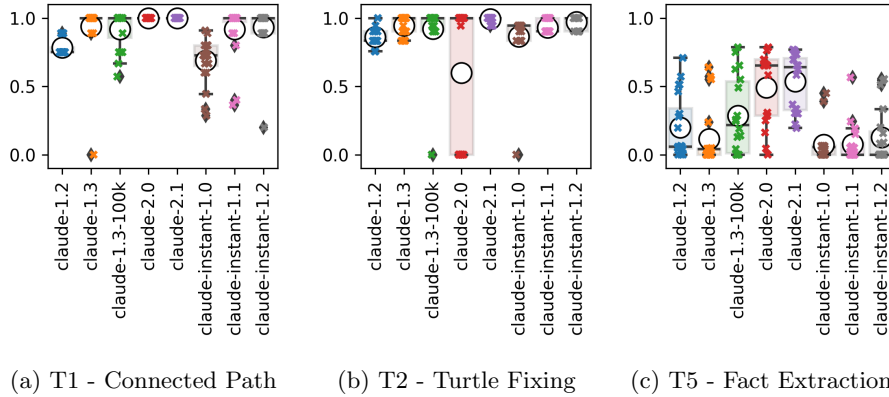 1.0
0.5
0.0
claude-1.2
claude-1.3
claude-1.3-100k
claude-2.0
claude-2.1
claude-instant-1.0
claude-instant-1.1
claude-instant-1.2
(a) T1 - Connected Path
1.0
0.5
0.0
claude-1.2
claude-1.3
claude-1.3-100k
claude-2.0
claude-2.1
claude-instant-1.0
claude-instant-1.1
claude-instant-1.2
(b) T2 - Turtle Fixing
1.0
0.5
0.0
claude-1.2
claude-1.3
claude-1.3-100k
claude-2.0
claude-2.1
claude-instant-1.0
claude-instant-1.1
claude-instant-1.2
(c) T5 - Fact Extraction